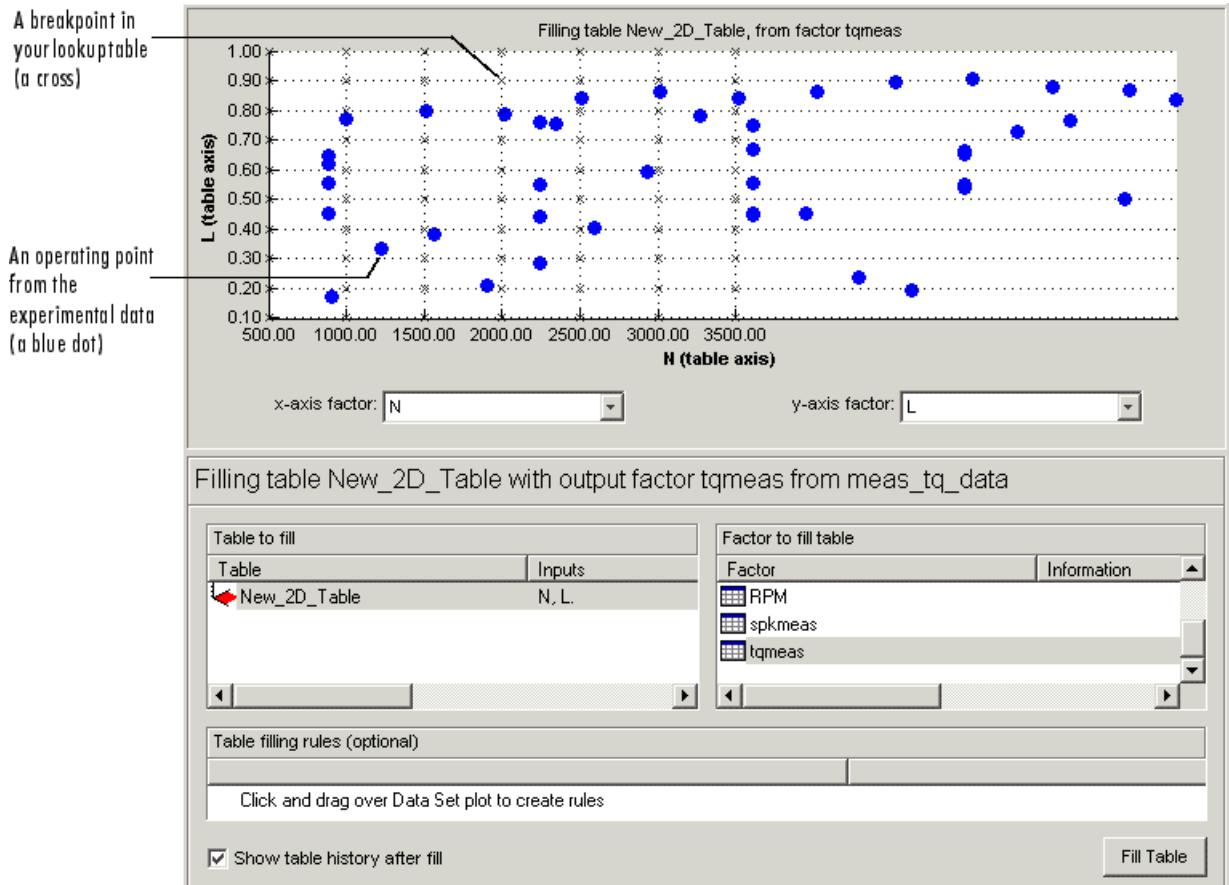 A breakpoint in
your lookuptable
(a cross)
An operating point
from the
experimental data
(a blue dot)
Filling table New_2D_Table, from factor tqmeas
L (table axis)
1.00
0.90
0.80
0.70
0.60
0.50
0.40
0.30
0.20
0.10
500.00 1000.00 1500.00 2000.00 2500.00 3000.00 3500.00
N (table axis)
x-axis factor: N
y-axis factor: L
Filling table New_2D_Table with output factor tqmeas from meas_tq_data
Table to fill
Table Inputs
New_2D_Table N, L.
Factor to fill table
Factor Information
RPM
spkmeas
tqmeas
Table filling rules (optional)
Click and drag over Data Set plot to create rules
Show table history after fill
Fill Table